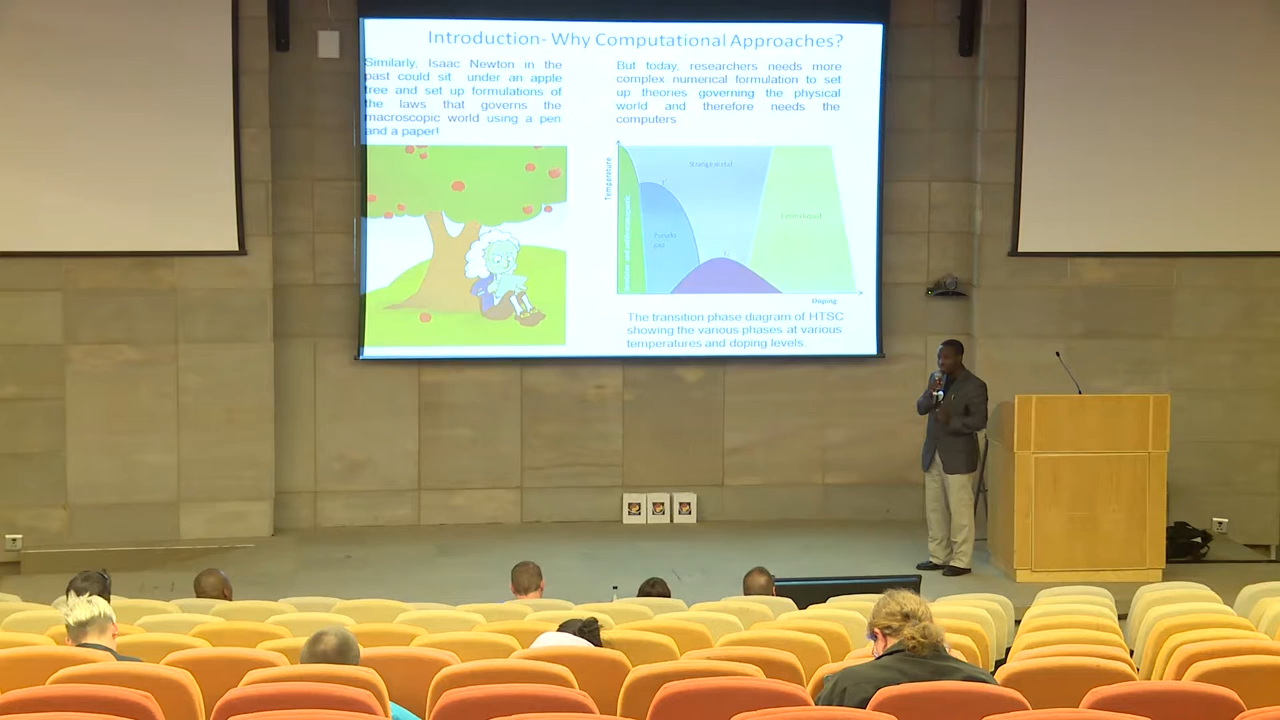 Introduction- Why Computational Approaches?
Similarly, Isaac Newton in the
past could sit under an apple
tree and set up formulations of
the laws that governs the
macroscopic world using a pen
and a paper!
But today, researchers needs more
complex numerical formulation to set
up theories governing the physical
world and therefore needs the
computers
Temperature
Strange metal
Pseudo
Fermi liquid
Doping
The transition phase diagram of HTSC
showing the various phases at various
temperatures and doping levels.